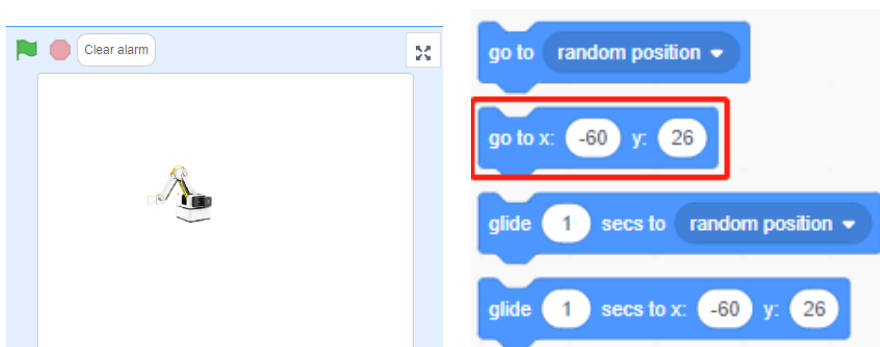 Clear alarm
go to random position
go to x: -60 y: 26
glide 1 secs to random position
glide 1 secs to x: -60 y: 26